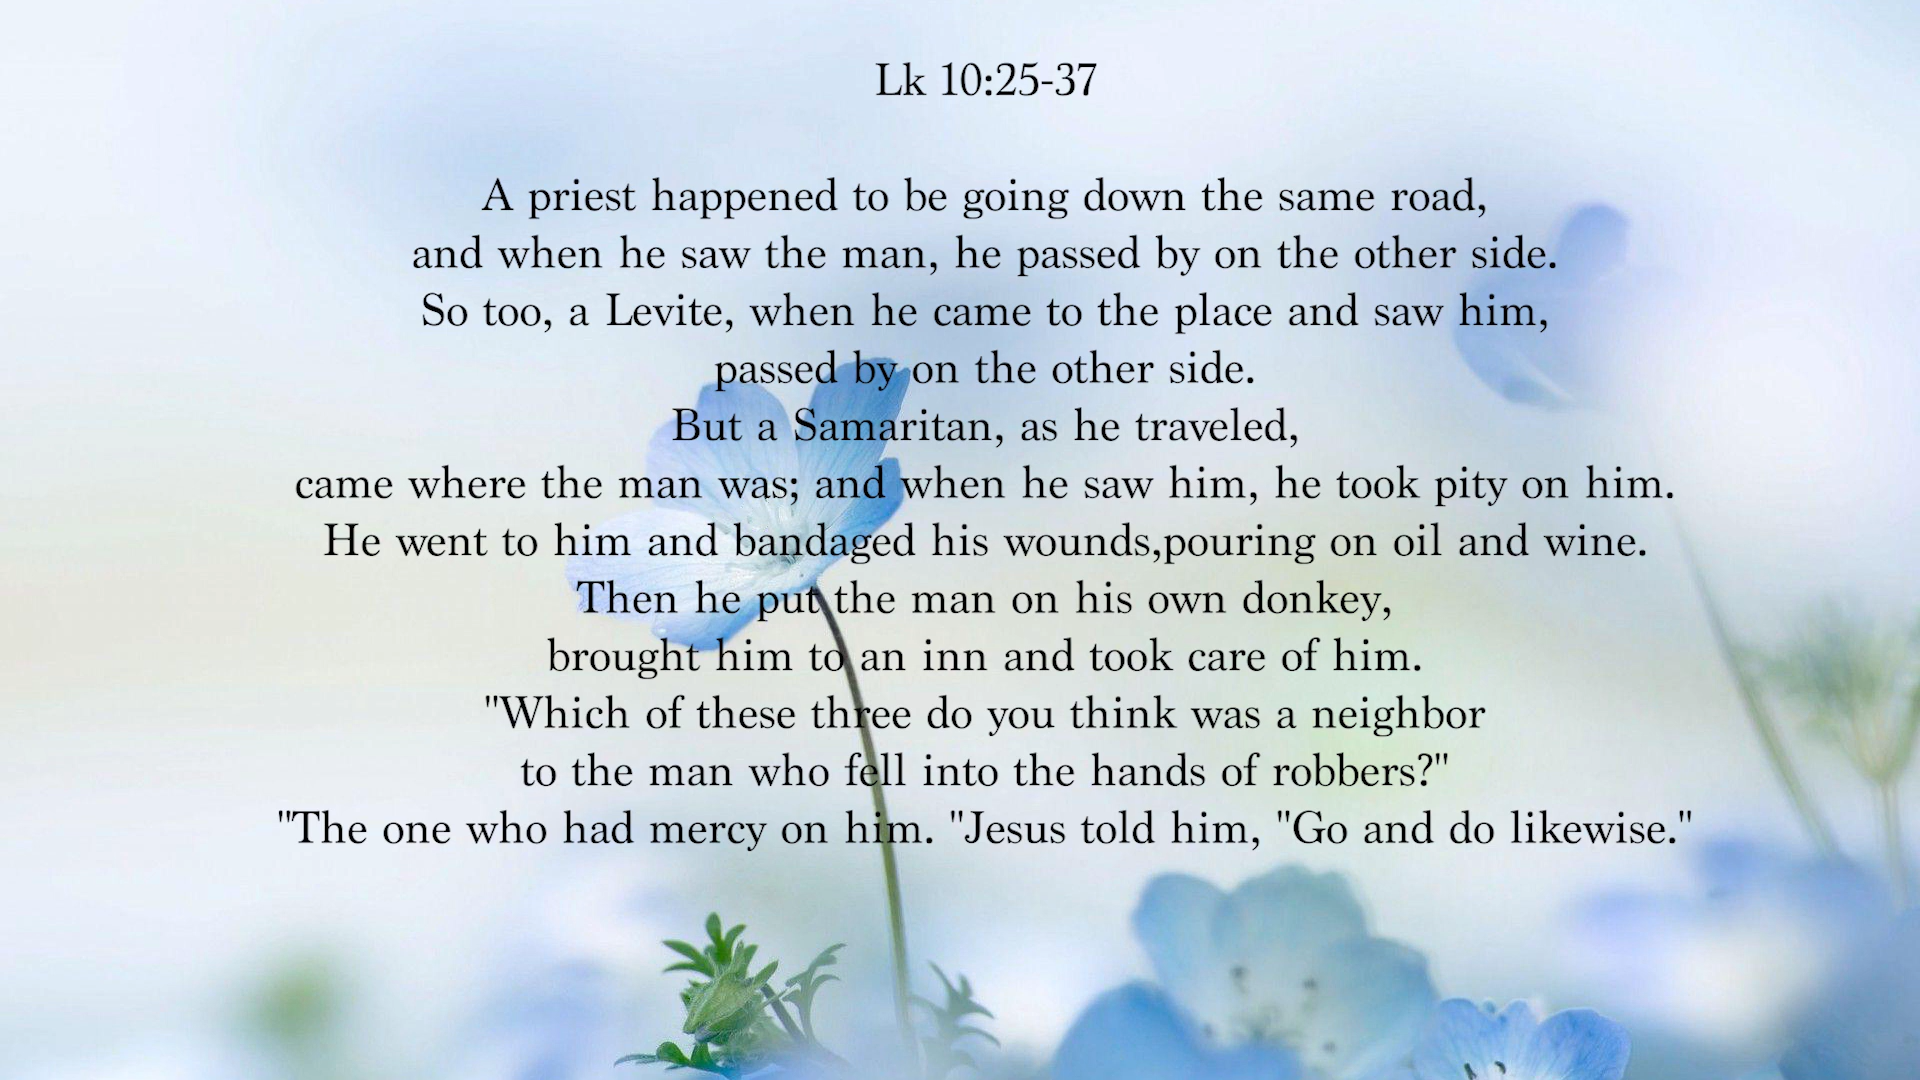 Lk 10:25-37
A priest happened to be going down the same road,
and when he saw the man, he passed by on the other side.
So too, a Levite, when he came to the place and saw him,
passed by on the other side.
But a Samaritan, as he traveled,
came where the man was; and when he saw him, he took pity on him.
He went to him and bandaged his wounds,pouring on oil and wine.
Then he put the man on his own donkey,
brought him to an inn and took care of him.
"Which of these three do you think was a neighbor
to the man who fell into the hands of robbers?"
"The one who had mercy on him. "Jesus told him, "Go and do likewise."